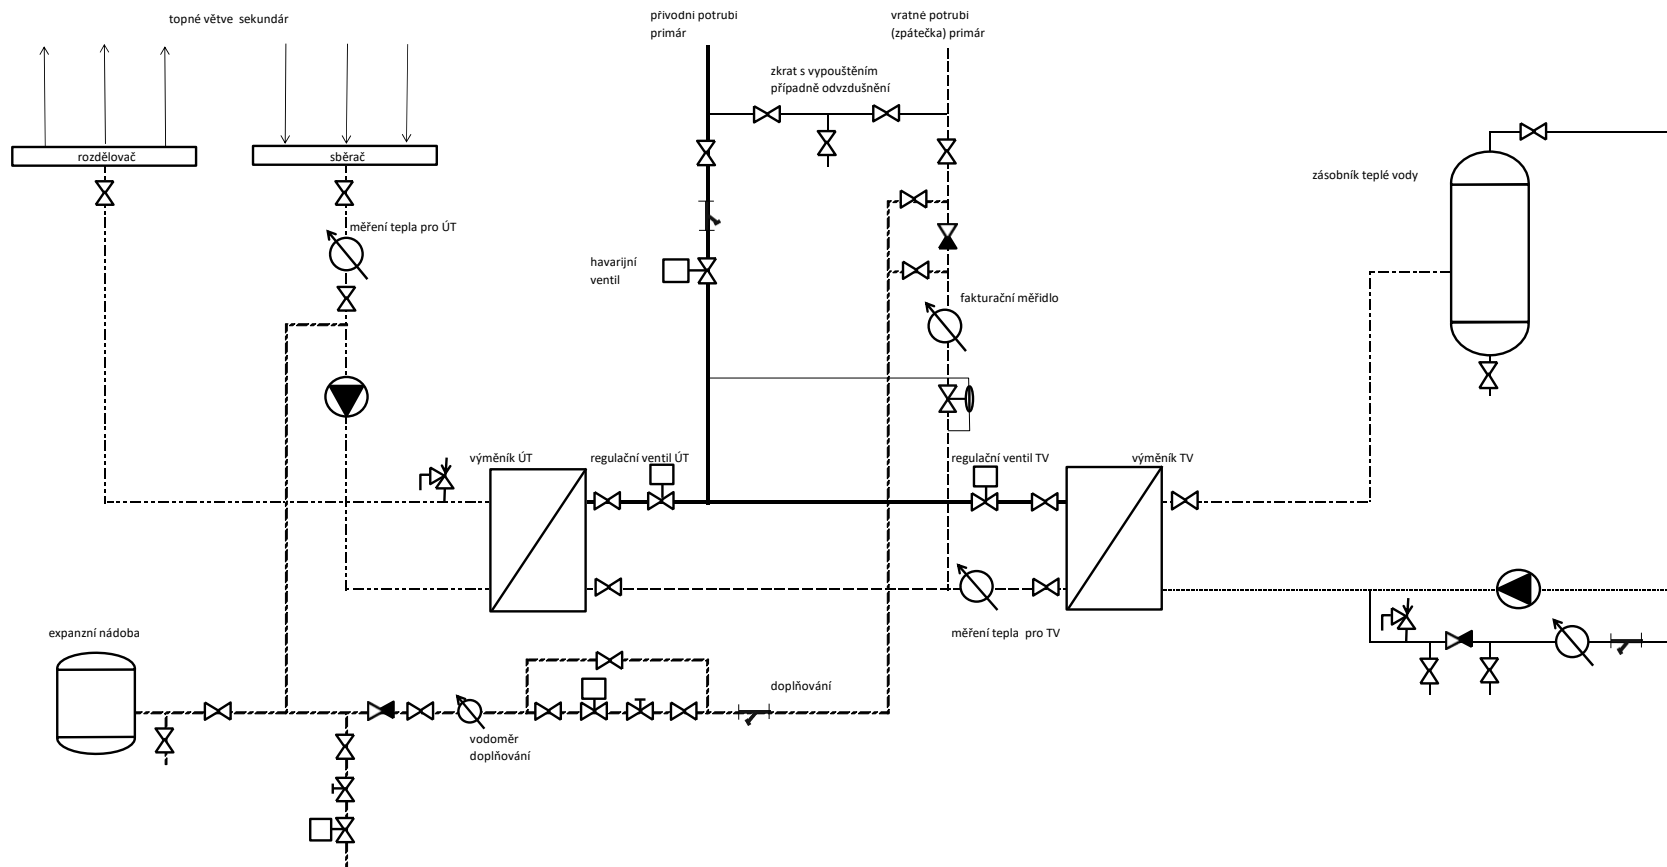 topné větve  sekundár
přívodni potrubi
primár
vratné potrubi
(zpátečka) primár
zkrat s vypouštěním
případně odvzdušnění
rozdělovač
sběrač
zásobník teplé vody
měření tepla pro ÚT
havarijní
ventil
fakturační měřidlo
výměník ÚT
regulační ventil ÚT
regulační ventil TV
výměník TV
expanzní nádoba
měření tepla  pro TV
doplňování
vodoměr
doplňování